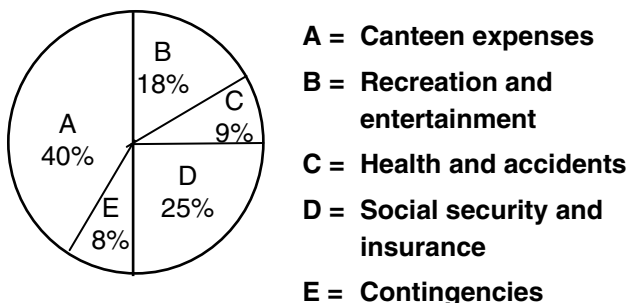 B
18%
C
9%
A
40%
D
25%
E
8%
A = Canteen expenses
B = Recreation and
entertainment
C = Health and accidents
D = Social security and
insurance
E = Contingencies